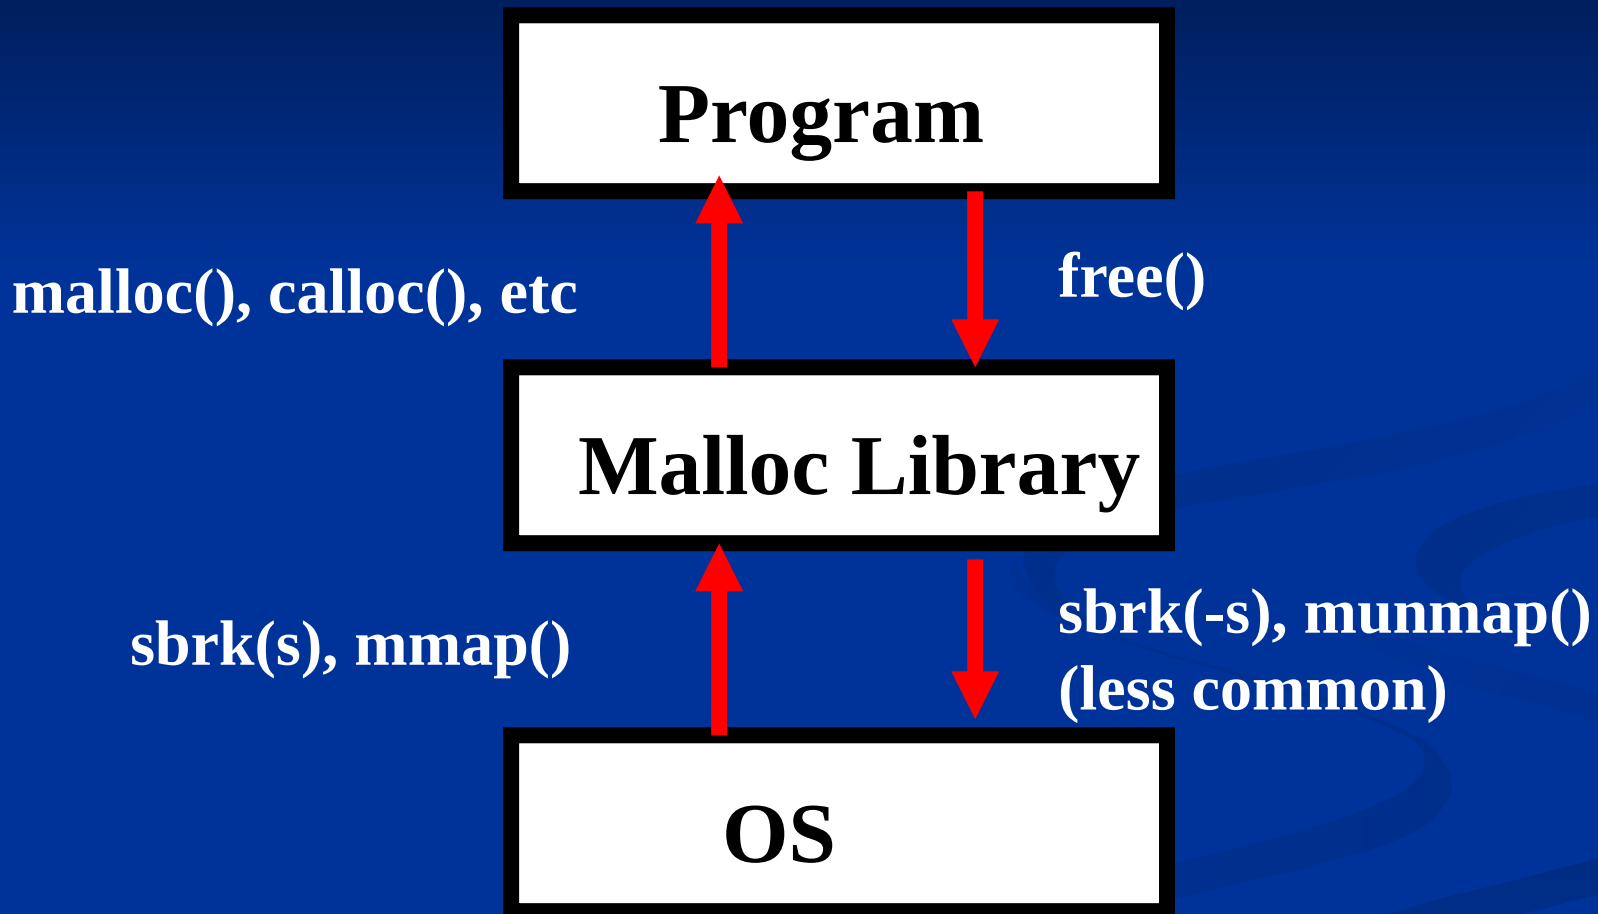 Program
malloc(), calloc(), etc
free()
Malloc Library
sbrk(s), mmap()
sbrk(-s), munmap()
(less common)
OS